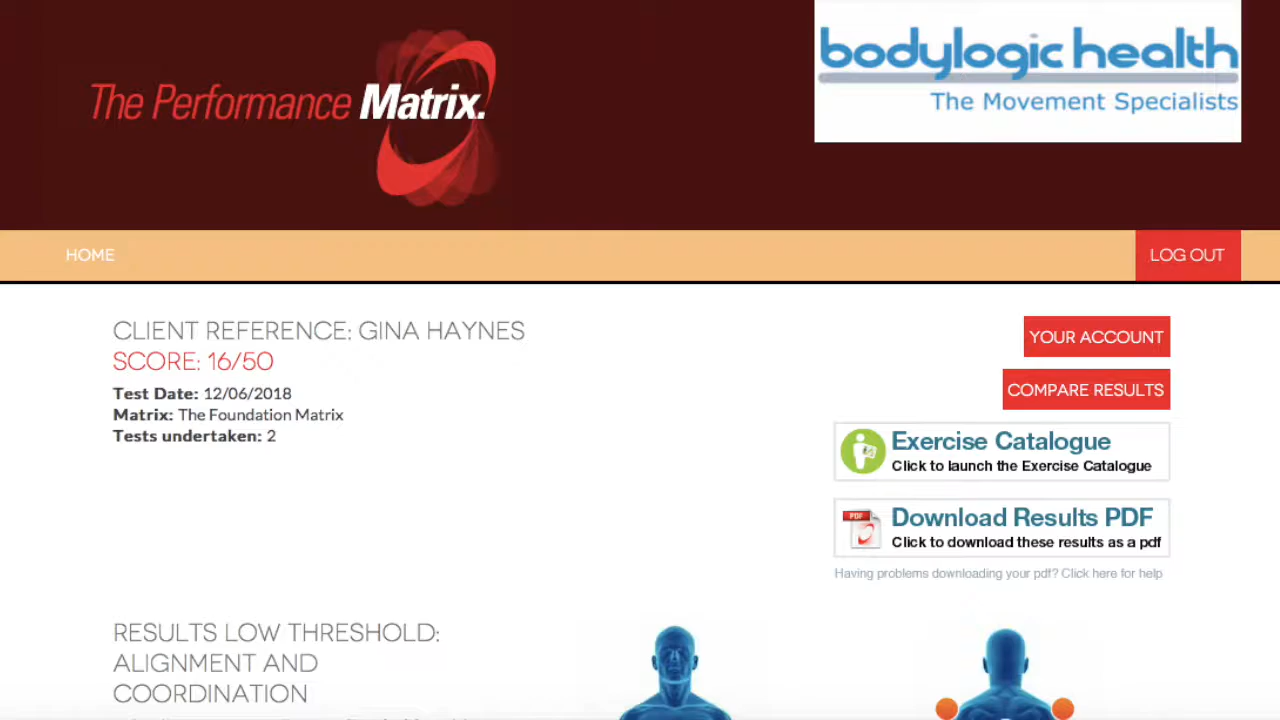 The Performance Matrix.
bodylogic health
The Movement Specialists
HOME
LOG OUT
CLIENT REFERENCE: GINA HAYNES
SCORE: 16/50
Test Date: 12/06/2018
Matrix: The Foundation Matrix
Tests undertaken: 2
YOUR ACCOUNT
COMPARE RESULTS
Exercise Catalogue
Click to launch the Exercise Catalogue
PDF
Download Results PDF
Click to download these results as a pdf
Having problems downloading your pdf? Click here for help
RESULTS LOW THRESHOLD:
ALIGNMENT AND
COORDINATION